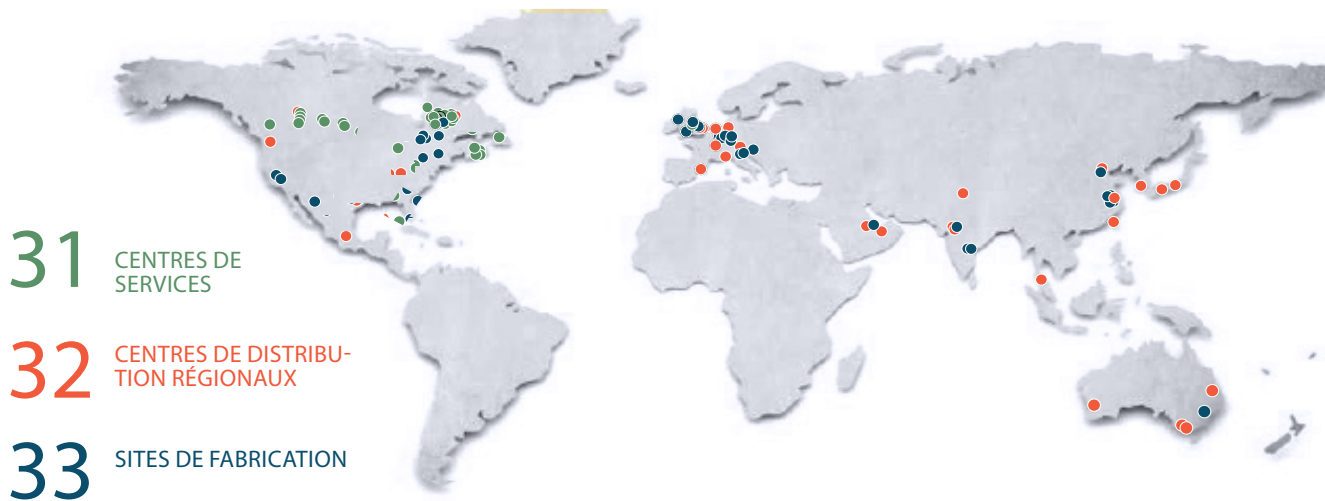 31
CENTRES DE
SERVICES
32
CENTRES DE DISTRIBU-
TION RÉGIONAUX
33
SITES DE FABRICATION